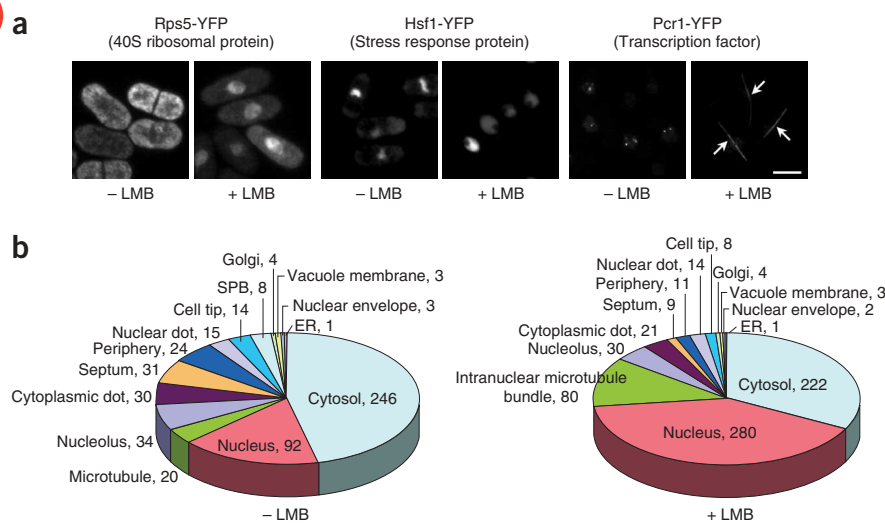 a
Rps5-YFP
(40S ribosomal protein)
Hsf1-YFP
(Stress response protein)
Pcr1-YFP
(Transcription factor)
– LMB
+ LMB
– LMB
+ LMB
– LMB
+ LMB
b
Golgi, 4
Vacuole membrane, 3
SPB, 8
Nuclear envelope, 3
Cell tip, 14
ER, 1
Nuclear dot, 15
Periphery, 24
Septum, 31
Cytoplasmic dot, 30
Cytosol, 246
Nucleolus, 34
Nucleus, 92
Microtubule, 20
– LMB
Cell tip, 8
Nuclear dot, 14
Golgi, 4
Periphery, 11
Vacuole membrane, 3
Septum, 9
Nuclear envelope, 2
Cytoplasmic dot, 21
ER, 1
Nucleolus, 30
Intranuclear microtubule
bundle, 80
Cytosol, 222
Nucleus, 280
+ LMB